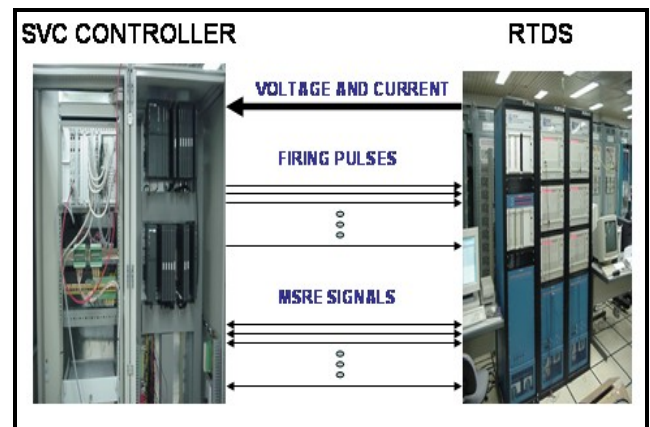 SVC CONTROLLER
RTDS
VOLTAGE AND CURRENT
FIRING PULSES
MSRE SIGNALS